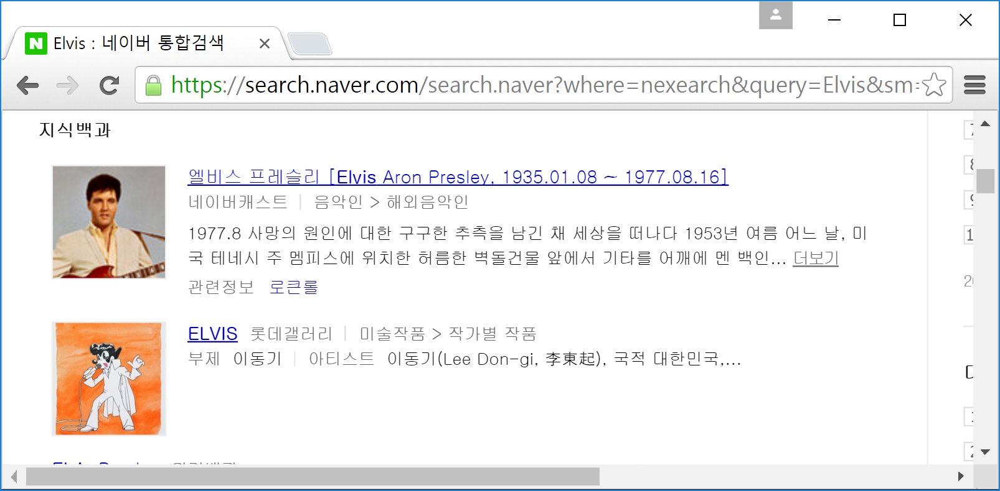 Elvis : 네이버 통합검색
https://search.naver.com/search.naver?where=nexearch&query=Elvis&sm=
지식백과
엘비스 프레슬리 [Elvis Aron Presley, 1935.01.08 ~ 1977.08.16]
네이버캐스트 | 음악인 > 해외음악인
1977.8 사망의 원인에 대한 구구한 추측을 남긴 채 세상을 떠나다 1953년 여름 어느 날, 미
국 테네시 주 멤피스에 위치한 허름한 벽돌건물 앞에서 기타를 어깨에 멘 백인... 더보기
관련정보 로큰롤
ELVIS 롯데갤러리 | 미술작품 > 작가별 작품
부제 이동기 | 아티스트 이동기(Lee Don-gi, 李東起), 국적 대한민국,...